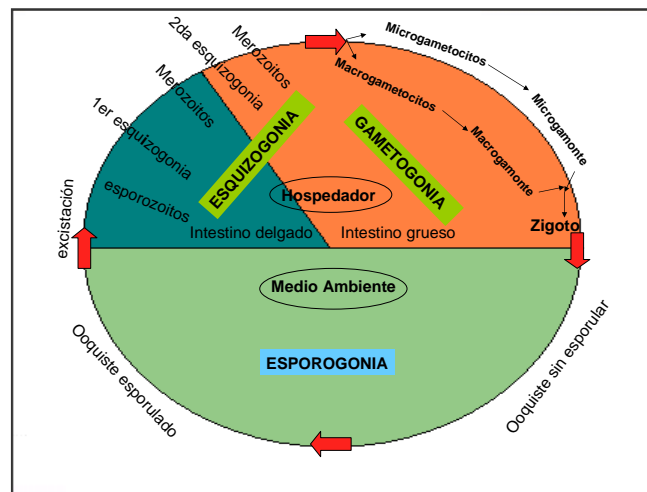 excistación
esporozoitos
1er esquizogonia
Merozoitos
2da esquizogonia
Merozoitos
ESQUIZOGONIA
Microgametocitos
Microgamonte
Macrogametocitos
Macrogamonte
GAMETOGONIA
Zigoto
Hospedador
Intestino delgado
Intestino grueso
Medio Ambiente
ESPOROGONIA
Ooquiste sin esporular
Ooquiste esporulado